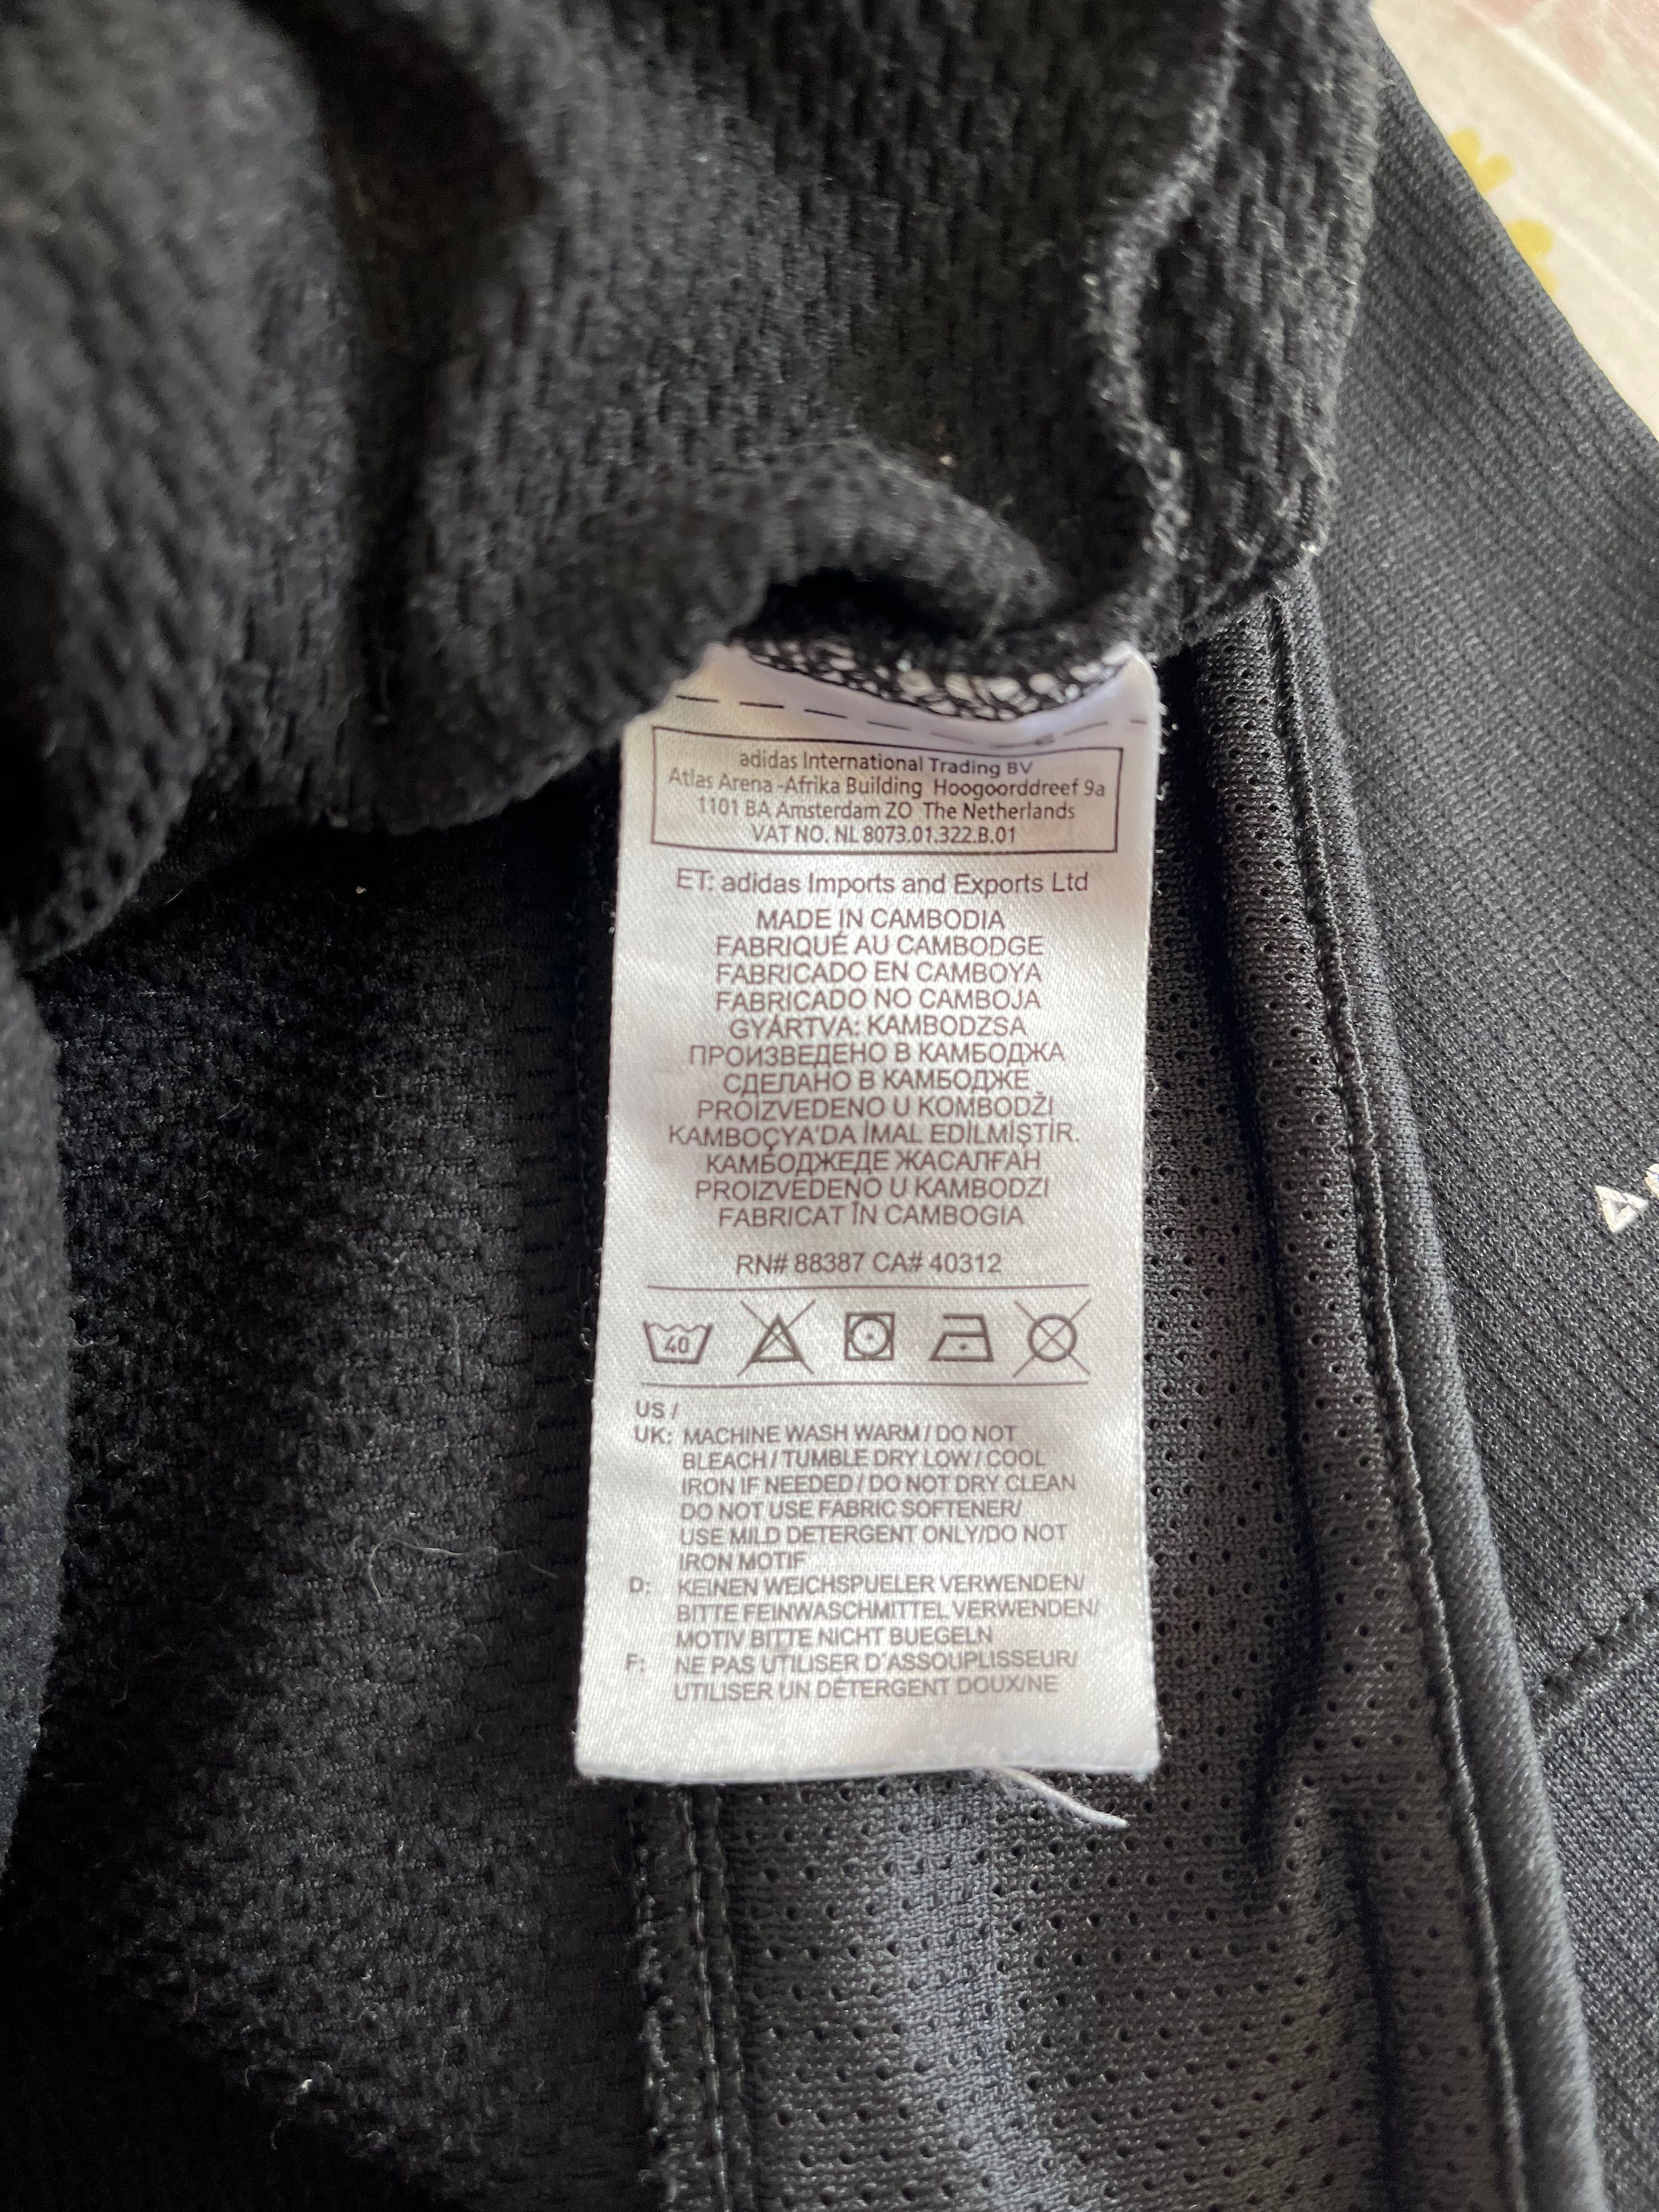 adidas International Trading BV
Atlas Arena -Afrika Building Hoogoorddreef 9a
1101 BA Amsterdam ZO The Netherlands
VAT NO. NL 8073.01.322.B.01
ET: adidas Imports and Exports Ltd
MADE IN CAMBODIA
FABRIQUÉ AU CAMBODGE
FABRICADO EN CAMBOYA
FABRICADO NO CAMBOJA
GYÁRTVA: KAMBODZSA
ПРОИЗВЕДЕНО В КАМБОДЖА
СДЕЛАНО В КАМБОДЖЕ
PROIZVEDENO U KOMBODŽI
KAMBOÇYA'DA İMAL EDİLMİŞTİR.
КАМБОДЖЕДЕ ЖАСАЛҒАН
PROIZVEDENO U KAMBODZI
FABRICAT ÎN CAMBOGIA
RN# 88387 CA# 40312
40
US /
UK: MACHINE WASH WARM / DO NOT
BLEACH / TUMBLE DRY LOW / COOL
IRON IF NEEDED / DO NOT DRY CLEAN
DO NOT USE FABRIC SOFTENER/
USE MILD DETERGENT ONLY/DO NOT
IRON MOTIF
D: KEINEN WEICHSPUELER VERWENDEN/
BITTE FEINWASCHMITTEL VERWENDEN/
MOTIV BITTE NICHT BUEGELN
F: NE PAS UTILISER D'ASSOUPLISSEUR/
UTILISER UN DÉTERGENT DOUX/NE